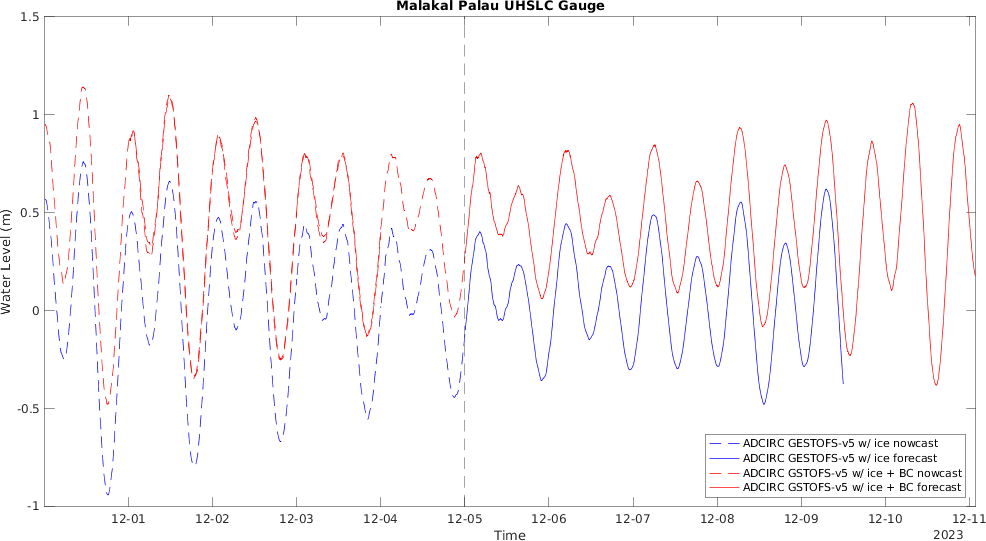 Malakal Palau UHSLC Gauge
1.5
1
0.5
0
-0.5
-1
Water Level (m)
ADCIRC GESTOFS-v5 w/ ice nowcast
ADCIRC GESTOFS-v5 w/ ice forecast
ADCIRC GSTOFS-v5 w/ ice + BC nowcast
ADCIRC GSTOFS-v5 w/ ice + BC forecast
12-01 12-02 12-03 12-04 12-05 12-06 12-07 12-08 12-09 12-10 12-11
Time
2023